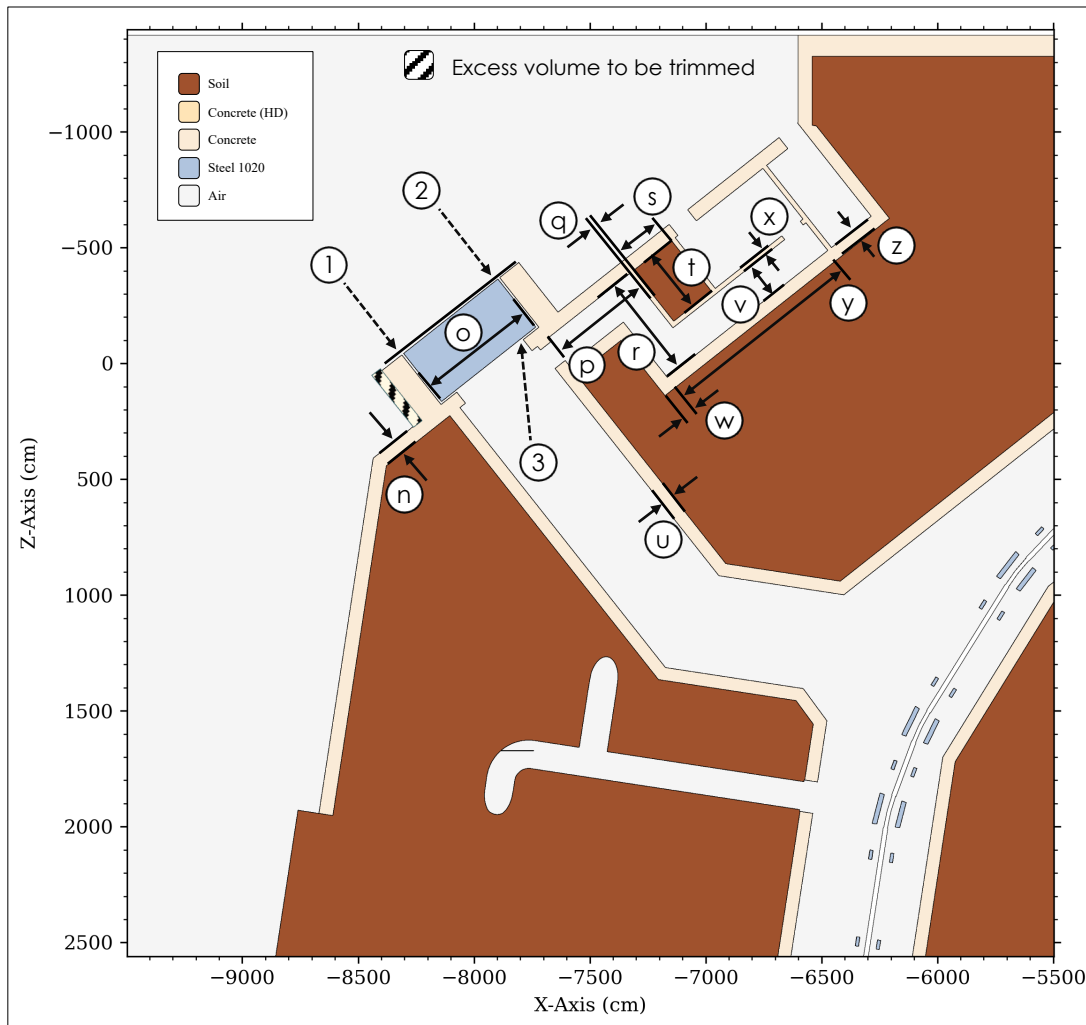 Excess volume to be trimmed
Soil
Concrete (HD)
Concrete
Steel 1020
Air
−1000
−500
0
500
1000
1500
2000
2500
Z-Axis (cm)
1
2
3
n
o
p
q
r
s
t
u
v
w
x
y
z
−9000
−8500
−8000
−7500
−7000
−6500
−6000
−5500
X-Axis (cm)